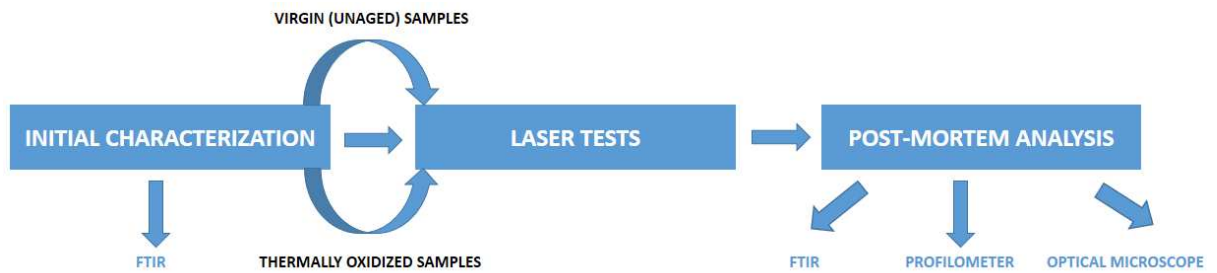 VIRGIN (UNAGED) SAMPLES
INITIAL CHARACTERIZATION
LASER TESTS
POST-MORTEM ANALYSIS
FTIR
THERMALLY OXIDIZED SAMPLES
FTIR
PROFILOMETER
OPTICAL MICROSCOPE